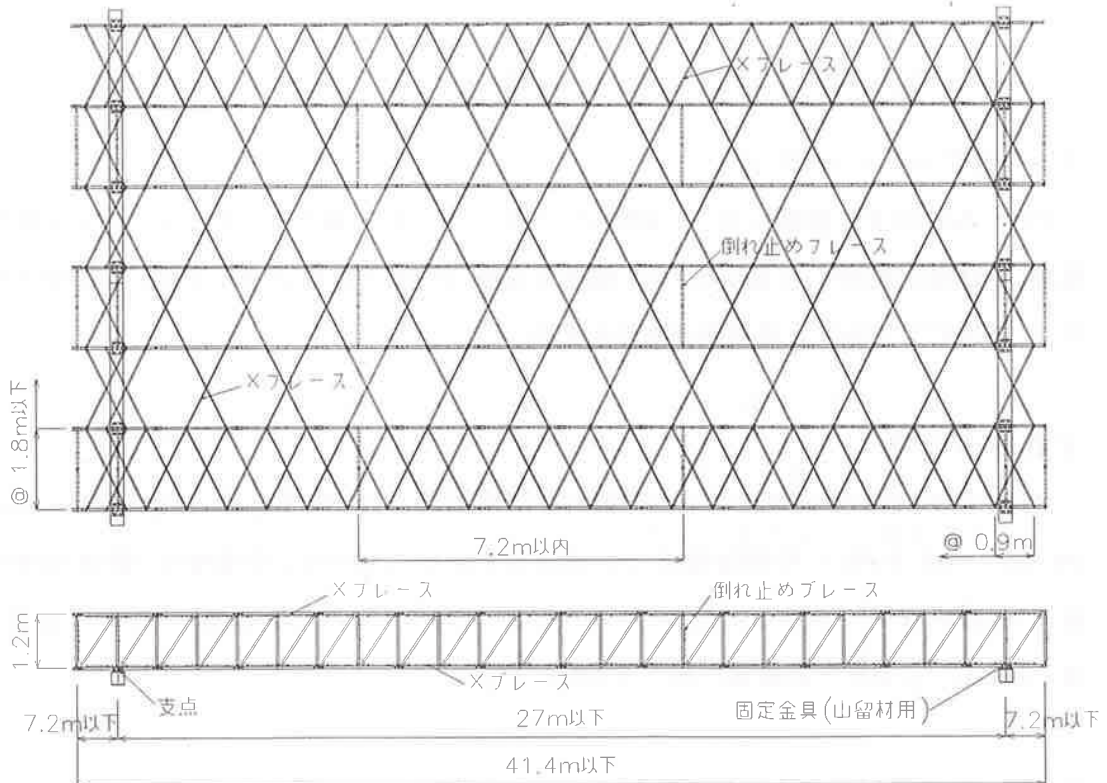 Xブレース
倒れ止めブレース
Xブレース
@ 1.8m以下
7.2m以内
@ 0.9m
Xブレース
倒れ止めブレース
1.2m
Xブレース
支点
固定金具(山留材用)
7.2m以下
27m以下
7.2m以下
41.4m以下